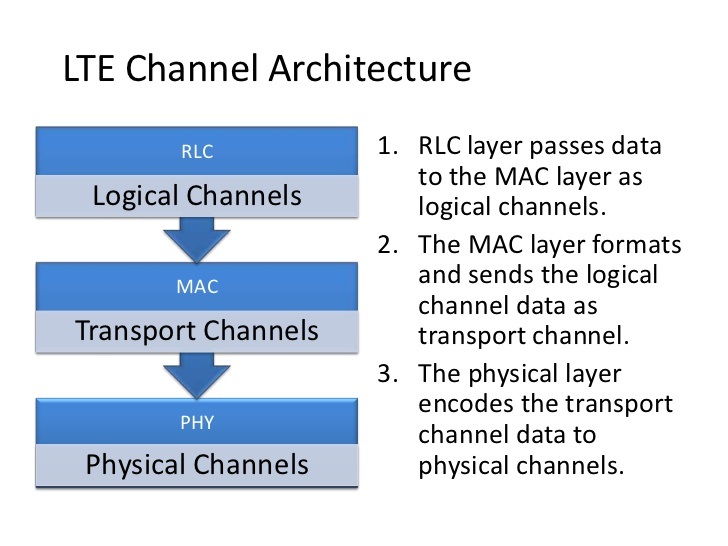 LTE Channel Architecture
RLC
Logical Channels
MAC
Transport Channels
PHY
Physical Channels
1. RLC layer passes data
to the MAC layer as
logical channels.
2. The MAC layer formats
and sends the logical
channel data as
transport channel.
3. The physical layer
encodes the transport
channel data to
physical channels.